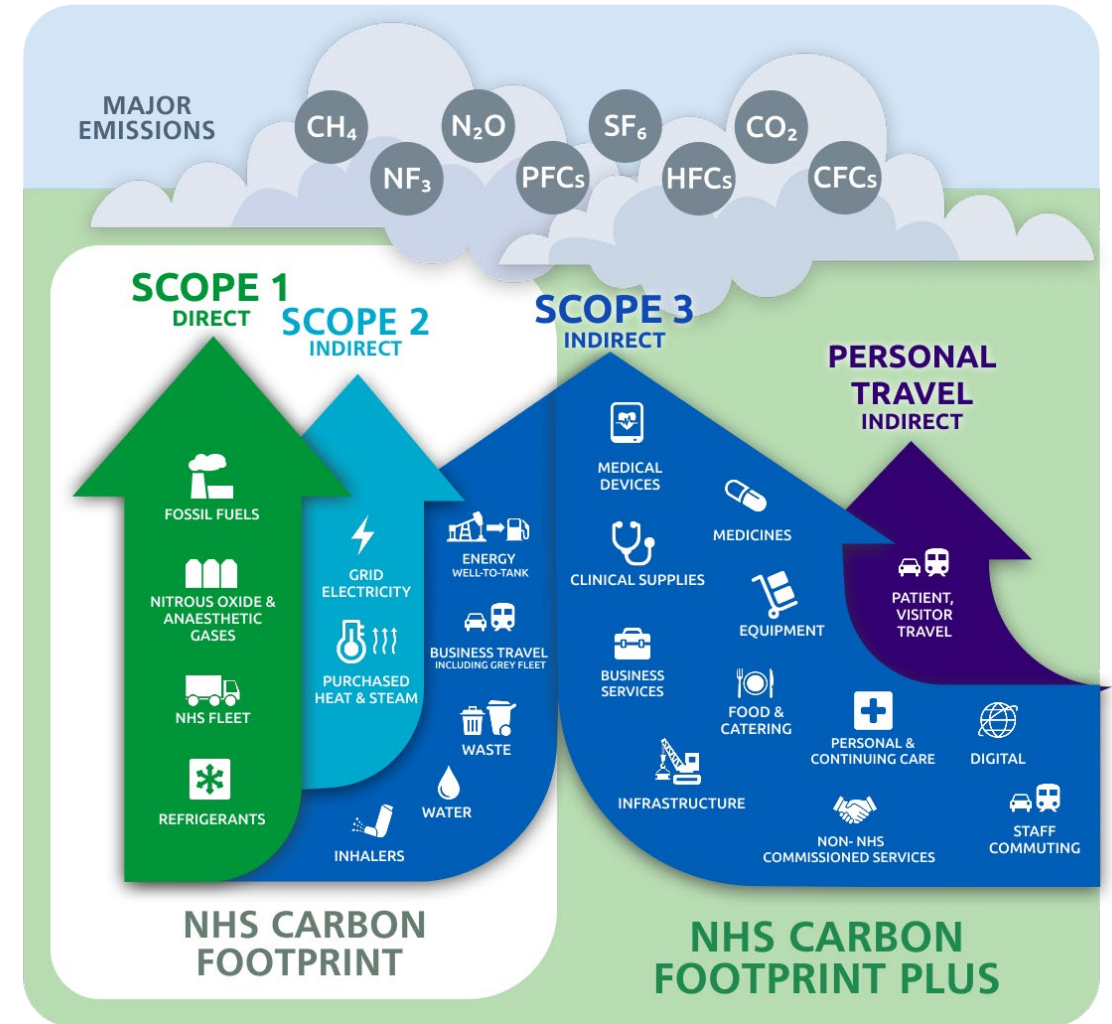 MAJOR
EMISSIONS
CH₄
N₂O
SF₆
CO₂
NF₃
PFCs
HFCs
CFCs
SCOPE 1
DIRECT
SCOPE 2
INDIRECT
SCOPE 3
INDIRECT
PERSONAL
TRAVEL
INDIRECT
FOSSIL FUELS
NITROUS OXIDE &
ANAESTHETIC
GASES
NHS FLEET
REFRIGERANTS
GRID
ELECTRICITY
PURCHASED
HEAT & STEAM
ENERGY
WELL-TO-TANK
BUSINESS TRAVEL
INCLUDING GREY FLEET
WASTE
WATER
INHALERS
MEDICAL
DEVICES
MEDICINES
CLINICAL SUPPLIES
EQUIPMENT
BUSINESS
SERVICES
FOOD &
CATERING
INFRASTRUCTURE
PERSONAL &
CONTINUING CARE
DIGITAL
NON- NHS
COMMISSIONED SERVICES
STAFF
COMMUTING
PATIENT,
VISITOR
TRAVEL
NHS CARBON
FOOTPRINT
NHS CARBON
FOOTPRINT PLUS